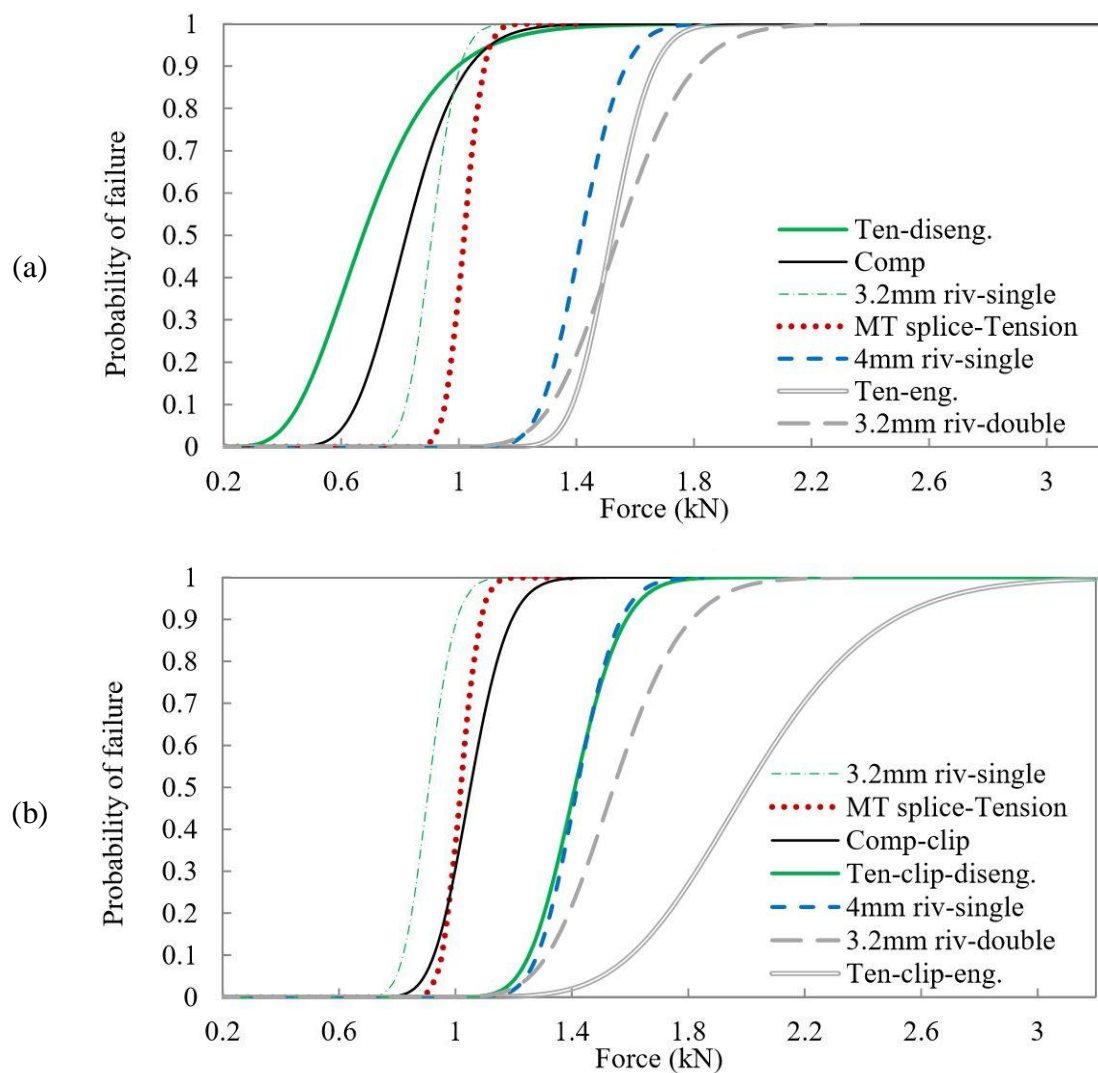 (a)
Probability of failure
1
0.9
0.8
0.7
0.6
0.5
0.4
0.3
0.2
0.1
0
0.2 0.6 1 1.4 1.8 2.2 2.6 3
Force (kN)
Ten-diseng.
Comp
3.2mm riv-single
MT splice-Tension
4mm riv-single
Ten-eng.
3.2mm riv-double
(b)
Probability of failure
1
0.9
0.8
0.7
0.6
0.5
0.4
0.3
0.2
0.1
0
0.2 0.6 1 1.4 1.8 2.2 2.6 3
Force (kN)
3.2mm riv-single
MT splice-Tension
Comp-clip
Ten-clip-diseng.
4mm riv-single
3.2mm riv-double
Ten-clip-eng.